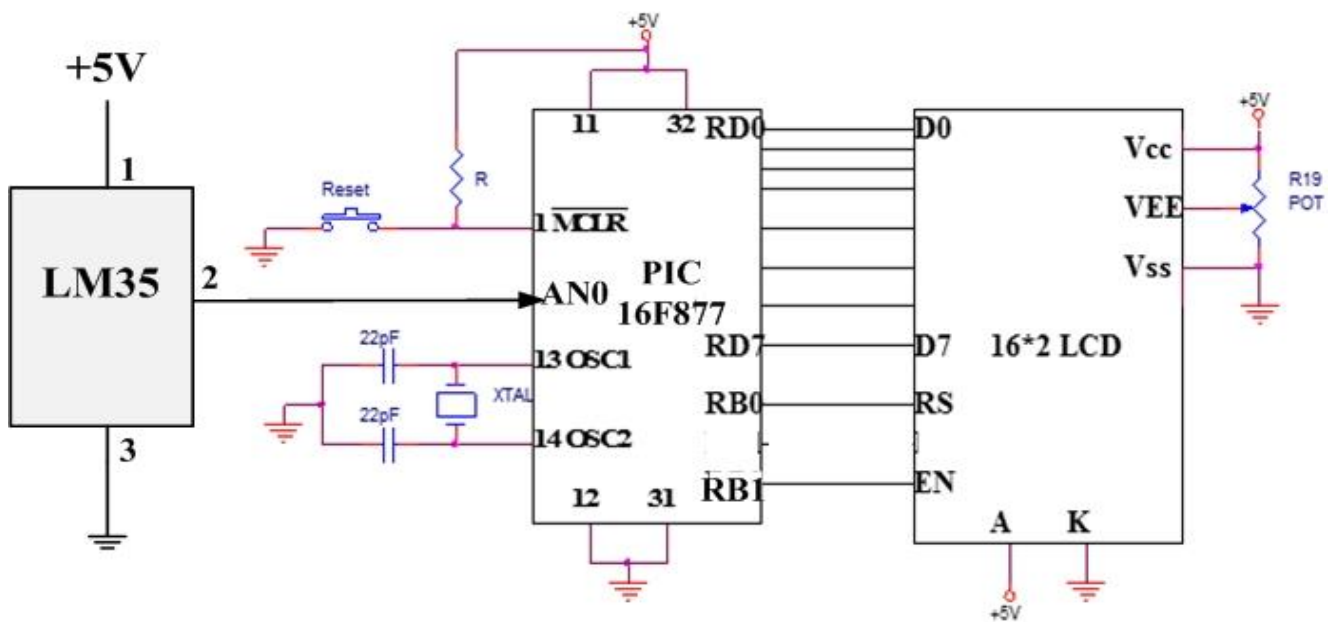 +5V
1
LM35
2
3
+5V
R
Reset
11
32
1
MCLR
AN0
PIC
16F877
22pF
13
OSC1
XTAL
22pF
14
OSC2
12
31
RD0
RD7
RB0
RB1
D0
D7
RS
EN
16*2 LCD
Vcc
VEE
Vss
A
K
+5V
+5V
R19
POT